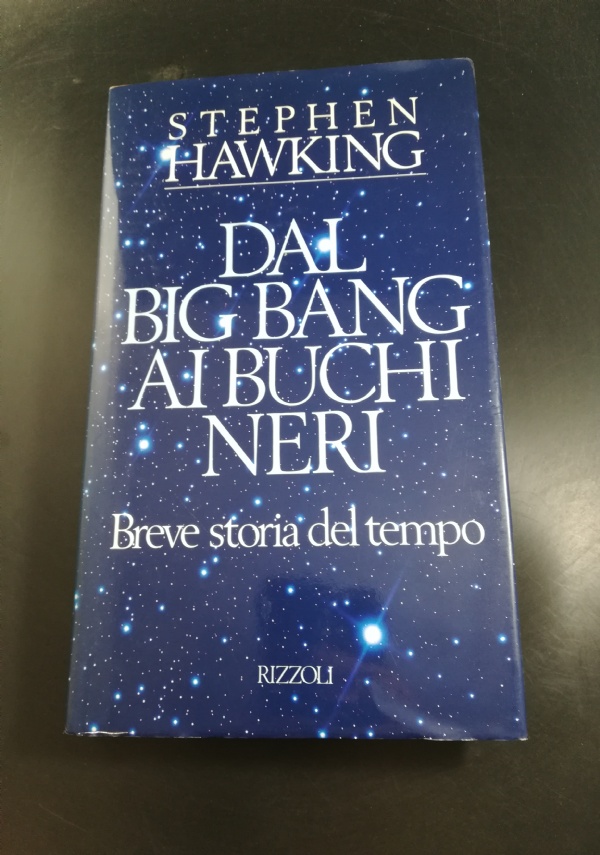 STEPHEN
HAWKING
DAL
BIG BANG
AI BUCHI
NERI
Breve storia del tempo
RIZZOLI